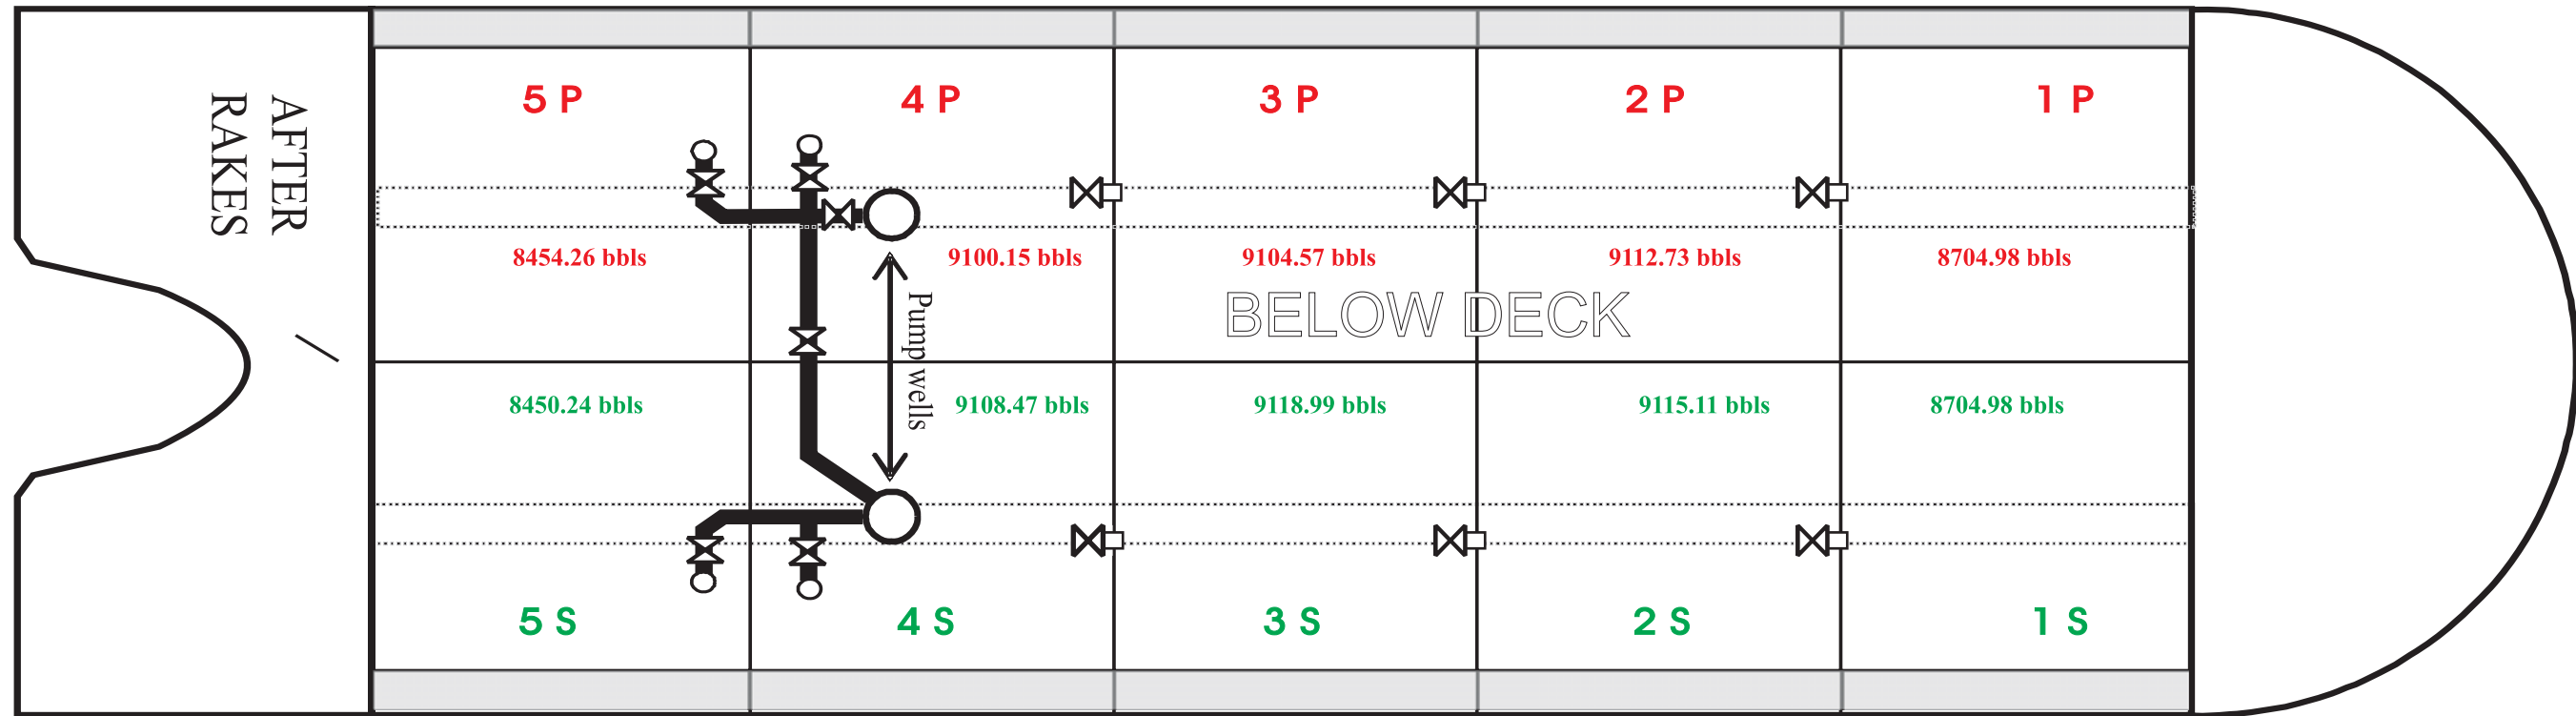 AFTER
RAKES
5 P
4 P
3 P
2 P
1 P
8454.26 bbls
9100.15 bbls
9104.57 bbls
9112.73 bbls
8704.98 bbls
BELOW DECK
Pump wells
8450.24 bbls
9108.47 bbls
9118.99 bbls
9115.11 bbls
8704.98 bbls
5 S
4 S
3 S
2 S
1 S